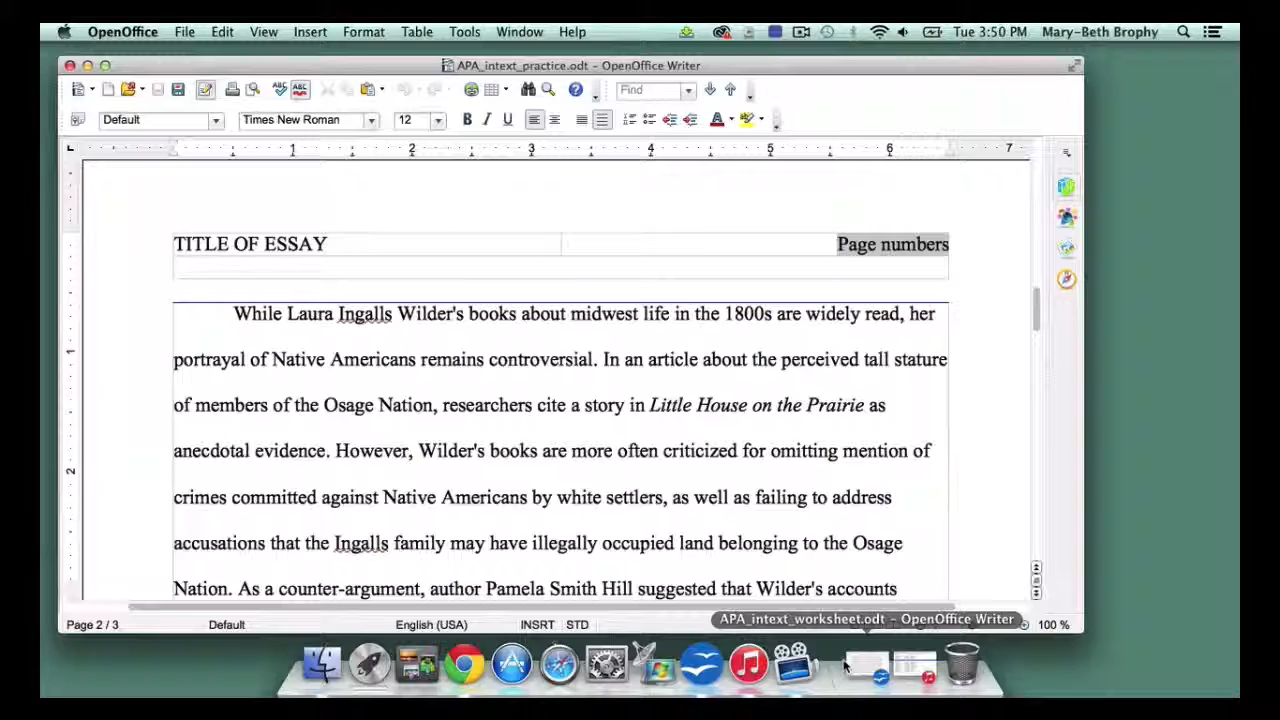 OpenOffice File Edit View Insert Format Table Tools Window Help Tue 3:50 PM Mary-Beth Brophy
APA_intext_practice.odt - OpenOffice Writer
Find
Default Times New Roman 12
1 2 3 4 5 6 7
TITLE OF ESSAY Page numbers
While Laura Ingalls Wilder's books about midwest life in the 1800s are widely read, her
portrayal of Native Americans remains controversial. In an article about the perceived tall stature
of members of the Osage Nation, researchers cite a story in Little House on the Prairie as
anecdotal evidence. However, Wilder's books are more often criticized for omitting mention of
crimes committed against Native Americans by white settlers, as well as failing to address
accusations that the Ingalls family may have illegally occupied land belonging to the Osage
Nation. As a counter-argument, author Pamela Smith Hill suggested that Wilder's accounts
APA_intext_worksheet.odt - OpenOffice Writer
Page 2 / 3 Default English (USA) INSRT STD 100 %